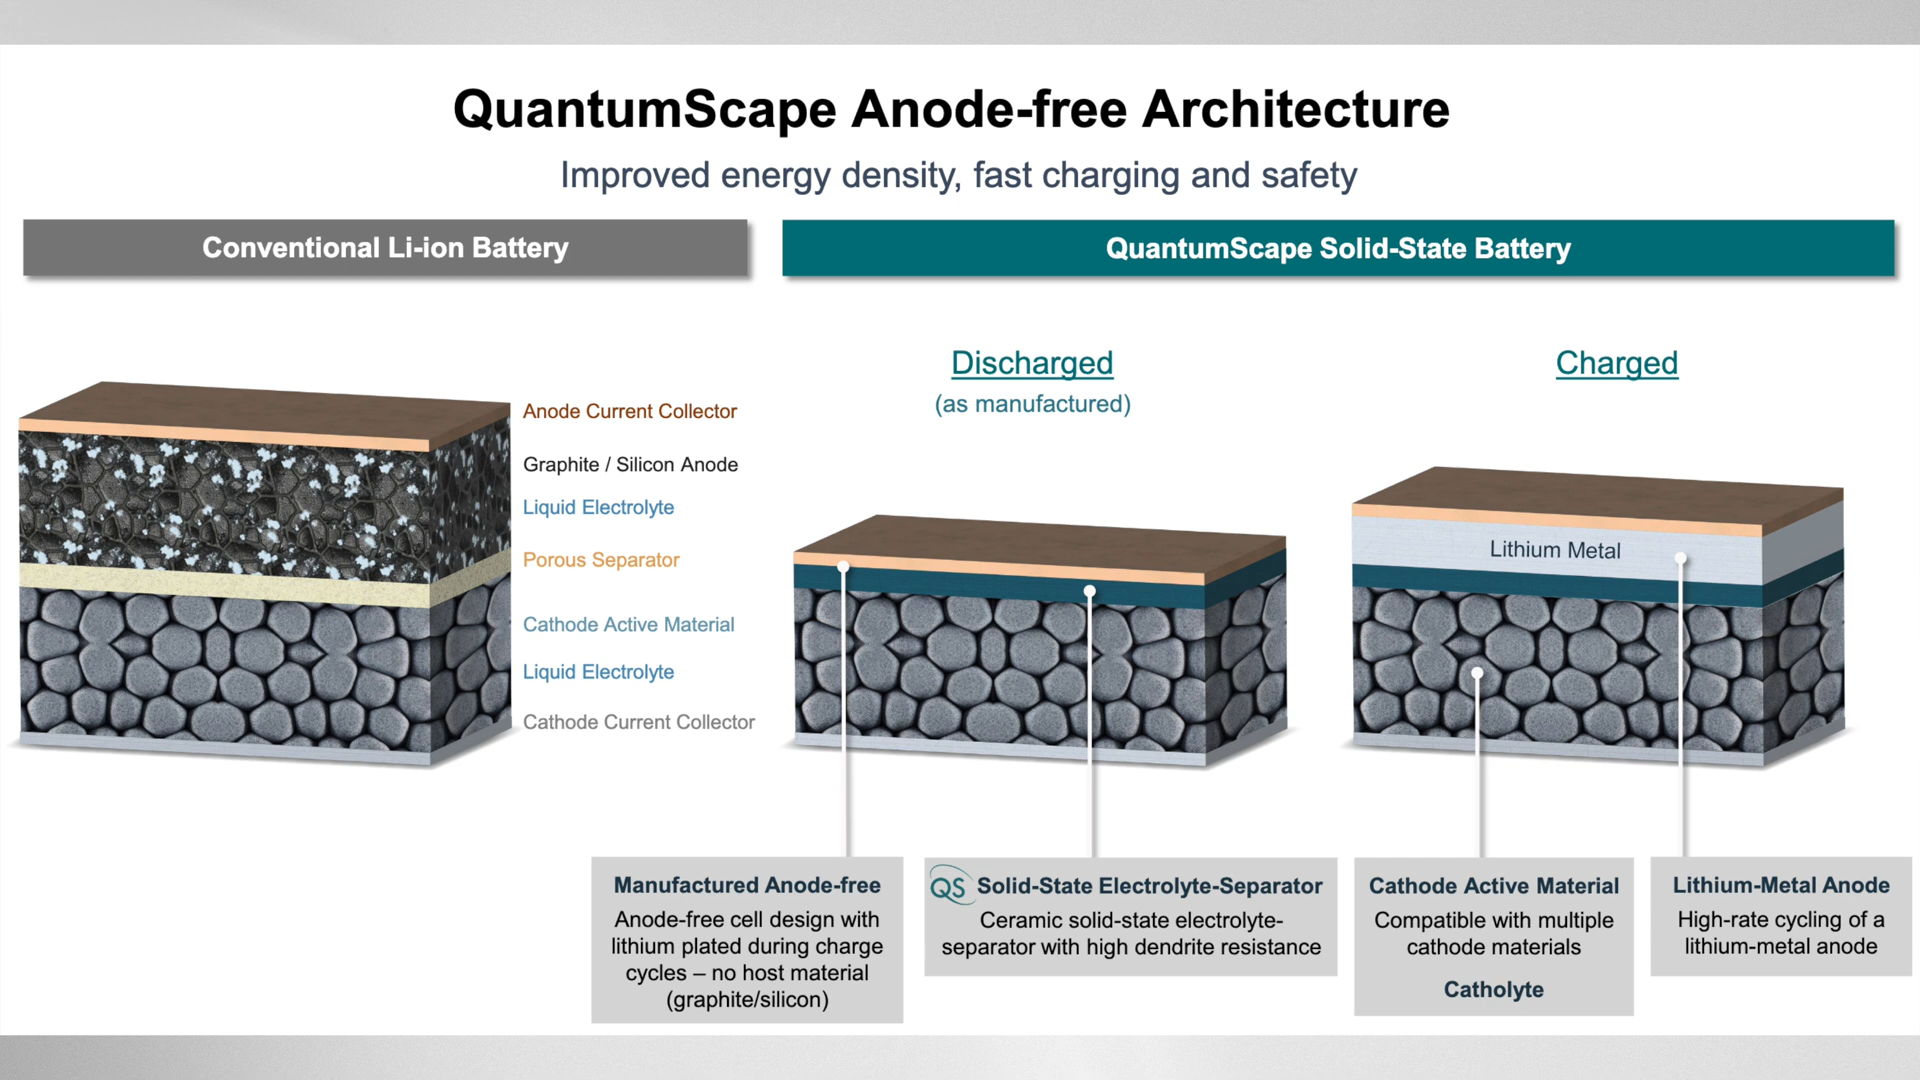 QuantumScape Anode-free Architecture
Improved energy density, fast charging and safety
Conventional Li-ion Battery
QuantumScape Solid-State Battery
Anode Current Collector
Graphite / Silicon Anode
Liquid Electrolyte
Porous Separator
Cathode Active Material
Liquid Electrolyte
Cathode Current Collector
Discharged
(as manufactured)
Charged
Lithium Metal
Manufactured Anode-free
Anode-free cell design with
lithium plated during charge
cycles – no host material
(graphite/silicon)
QS Solid-State Electrolyte-Separator
Ceramic solid-state electrolyte-
separator with high dendrite resistance
Cathode Active Material
Compatible with multiple
cathode materials
Catholyte
Lithium-Metal Anode
High-rate cycling of a
lithium-metal anode